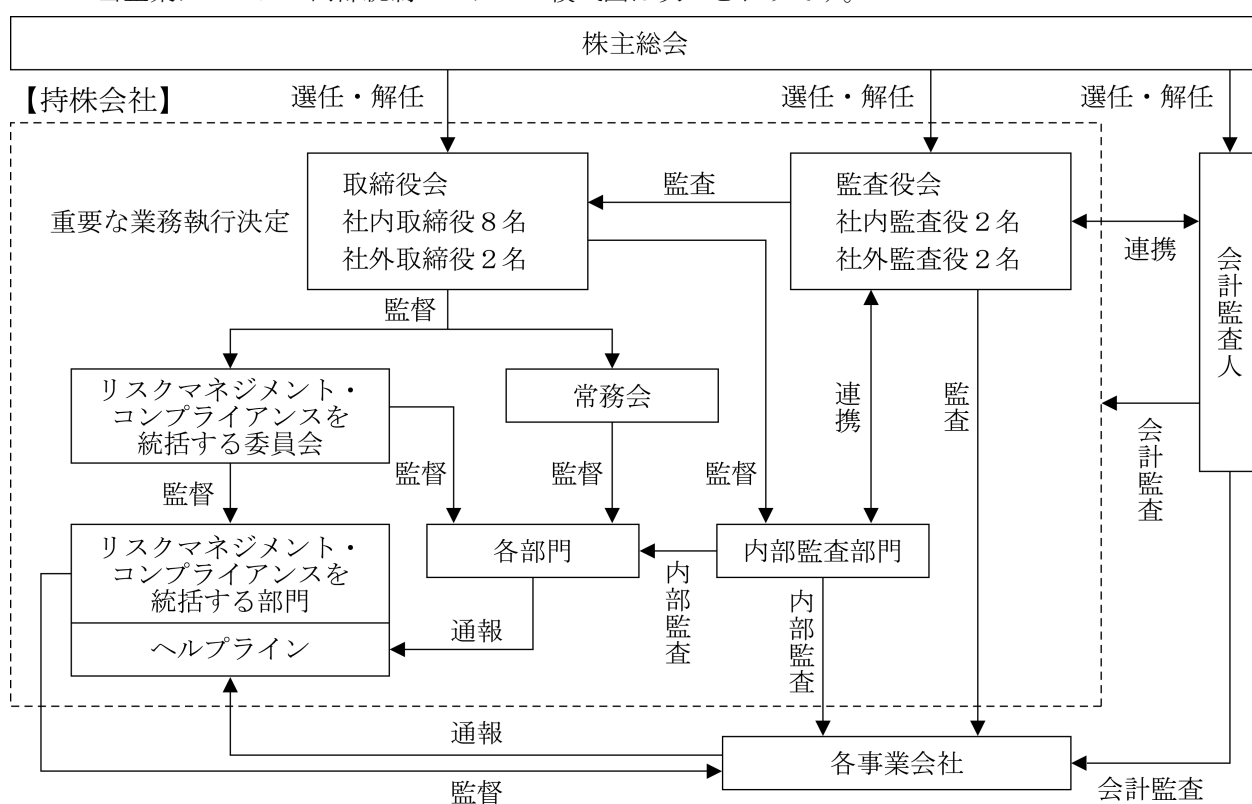 株主総会
【持株会社】
選任・解任
選任・解任
選任・解任
重要な業務執行決定
取締役会
社内取締役8名
社外取締役2名
監査
監査役会
社内監査役2名
社外監査役2名
連携
会計監査人
監督
リスクマネジメント・
コンプライアンスを
統括する委員会
常務会
連携
監査
会計監査
監督
監督
監督
監督
リスクマネジメント・
コンプライアンスを
統括する部門
ヘルプライン
各部門
内部監査部門
通報
内部監査
内部監査
通報
監督
各事業会社
会計監査